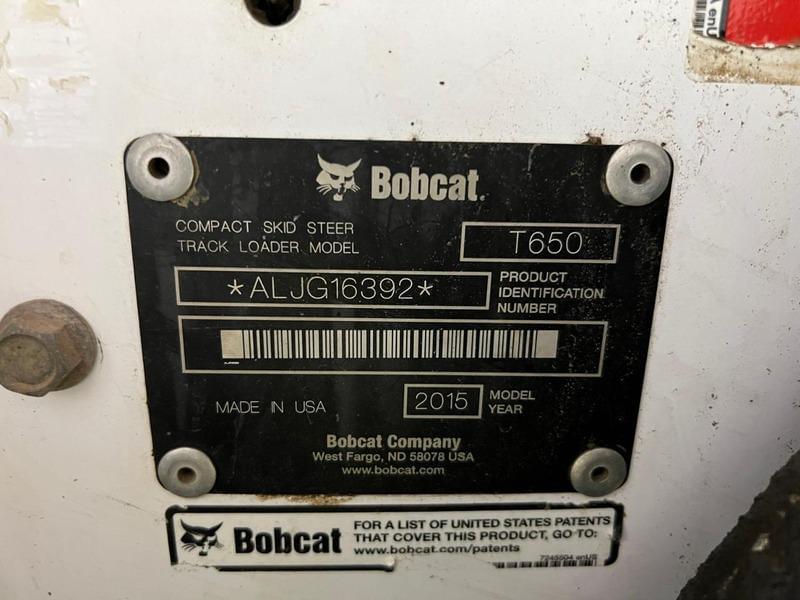 Bobcat
COMPACT SKID STEER
TRACK LOADER MODEL
T650
*ALJG16392*
PRODUCT
IDENTIFICATION
NUMBER
MADE IN USA
2015
MODEL
YEAR
Bobcat Company
West Fargo, ND 58078 USA
www.bobcat.com
Bobcat
FOR A LIST OF UNITED STATES PATENTS
THAT COVER THIS PRODUCT, GO TO:
www.bobcat.com/patents
7245504 enUS